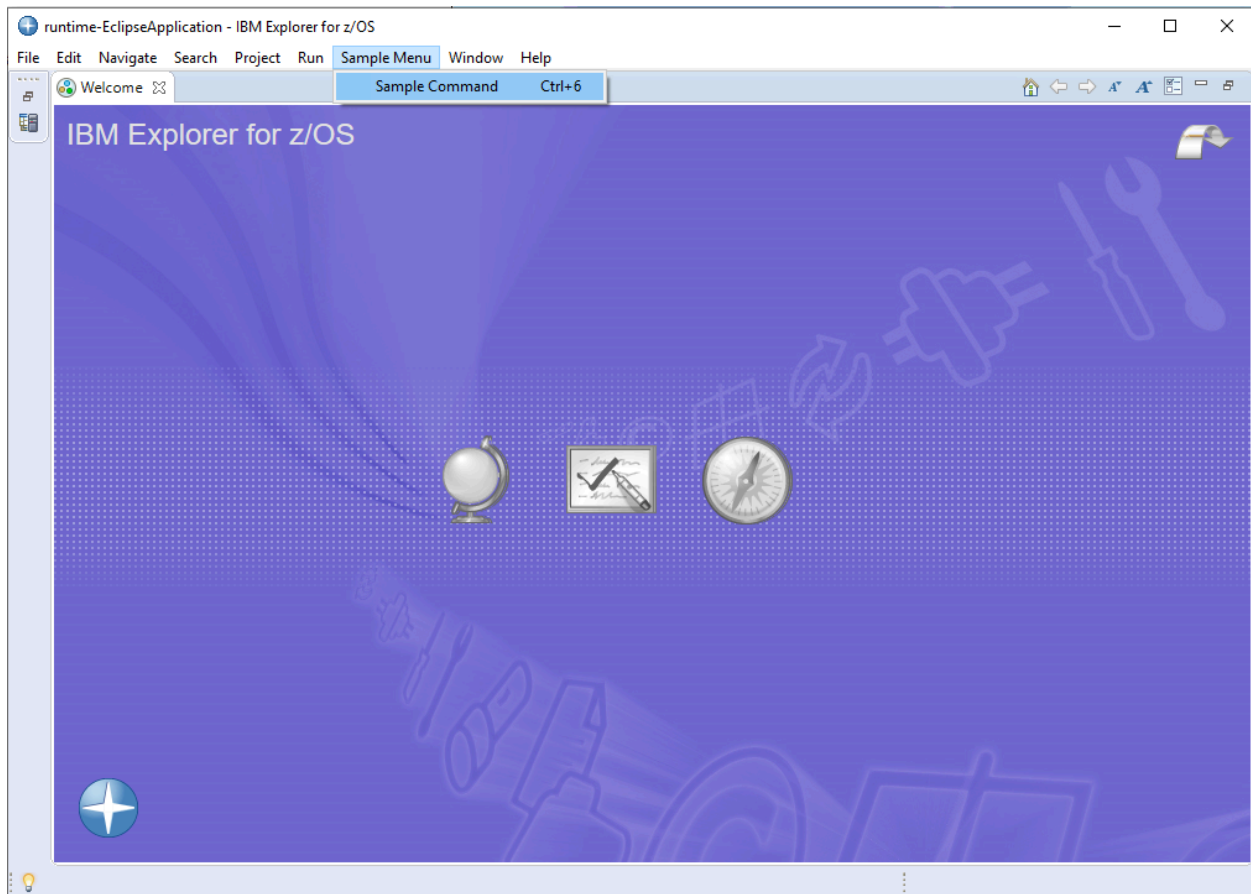 runtime-EclipseApplication - IBM Explorer for z/OS
File Edit Navigate Search Project Run Sample Menu Window Help
Welcome
Sample Command Ctrl+6
IBM Explorer for z/OS